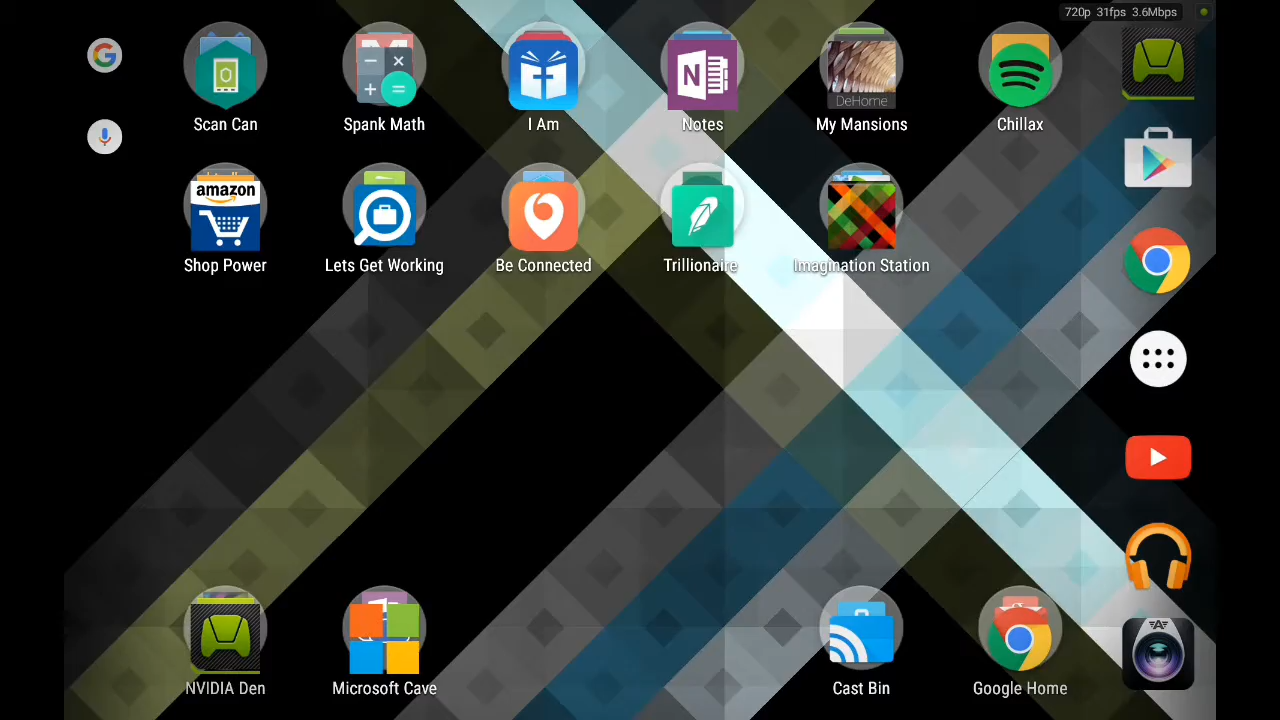 720p 31fps 3.6Mbps
Scan Can
Spank Math
I Am
Notes
DeHome
My Mansions
Chillax
amazon
Shop Power
Lets Get Working
Be Connected
Trillionaire
Imagination Station
NVIDIA Den
Microsoft Cave
Cast Bin
Google Home